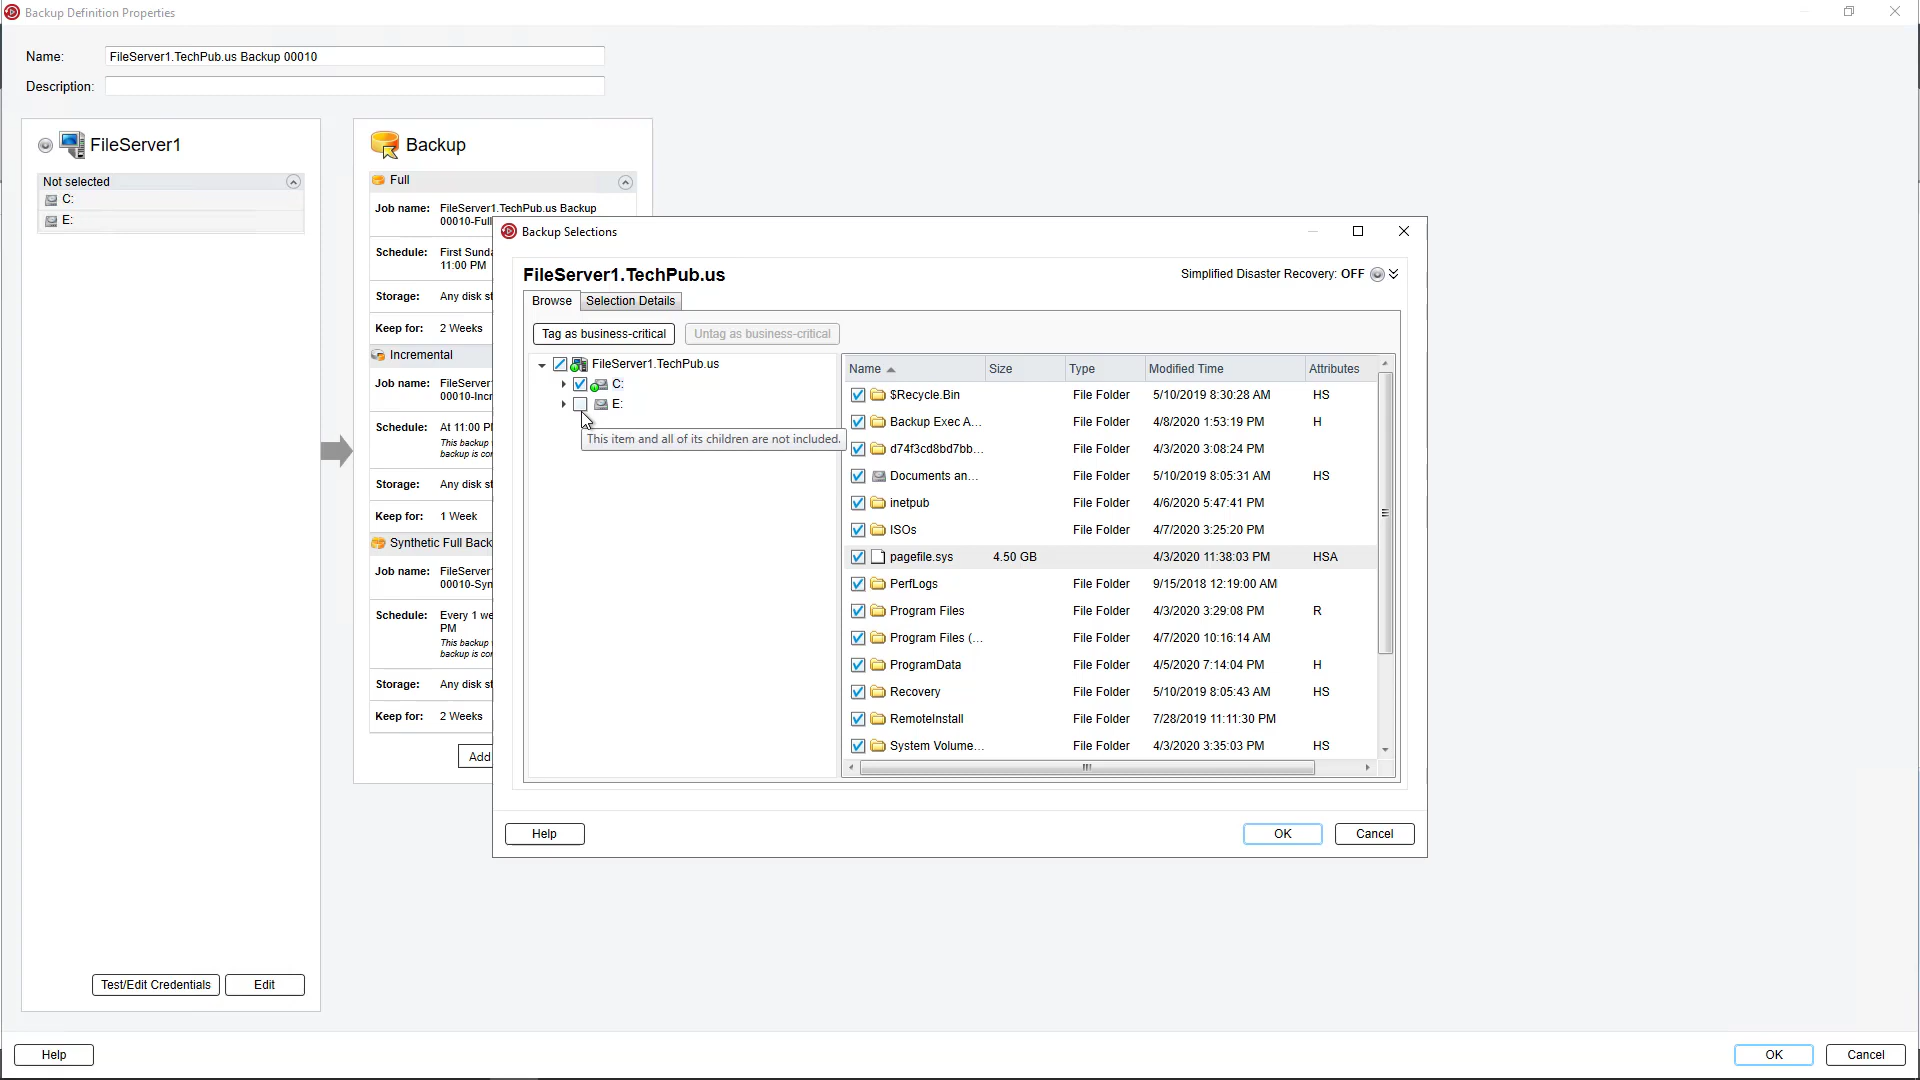 Backup Definition Properties
Name: FileServer1.TechPub.us Backup 00010
Description:
FileServer1
Not selected
C:
E:
Test/Edit Credentials Edit
Backup
Full
Job name: FileServer1.TechPub.us Backup
00010-Full
Schedule: First Sunda
11:00 PM
Storage: Any disk st
Keep for: 2 Weeks
Incremental
Job name: FileServer
00010-Incr
Schedule: At 11:00 P
This backup
backup is con
Storage: Any disk st
Keep for: 1 Week
Synthetic Full Back
Job name: FileServer
00010-Syn
Schedule: Every 1 we
PM
This backup
backup is con
Storage: Any disk st
Keep for: 2 Weeks
Add
Backup Selections
FileServer1.TechPub.us Simplified Disaster Recovery: OFF
Browse Selection Details
Tag as business-critical Untag as business-critical
FileServer1.TechPub.us
C:
E:
This item and all of its children are not included.
Name Size Type Modified Time Attributes
$Recycle.Bin File Folder 5/10/2019 8:30:28 AM HS
Backup Exec A... File Folder 4/8/2020 1:53:19 PM H
d74f3cd8bd7bb... File Folder 4/3/2020 3:08:24 PM
Documents an... File Folder 5/10/2019 8:05:31 AM HS
inetpub File Folder 4/6/2020 5:47:41 PM
ISOs File Folder 4/7/2020 3:25:20 PM
pagefile.sys 4.50 GB 4/3/2020 11:38:03 PM HSA
PerfLogs File Folder 9/15/2018 12:19:00 AM
Program Files File Folder 4/3/2020 3:29:08 PM R
Program Files (... File Folder 4/7/2020 10:16:14 AM
ProgramData File Folder 4/5/2020 7:14:04 PM H
Recovery File Folder 5/10/2019 8:05:43 AM HS
RemoteInstall File Folder 7/28/2019 11:11:30 PM
System Volume... File Folder 4/3/2020 3:35:03 PM HS
Help OK Cancel
Help OK Cancel